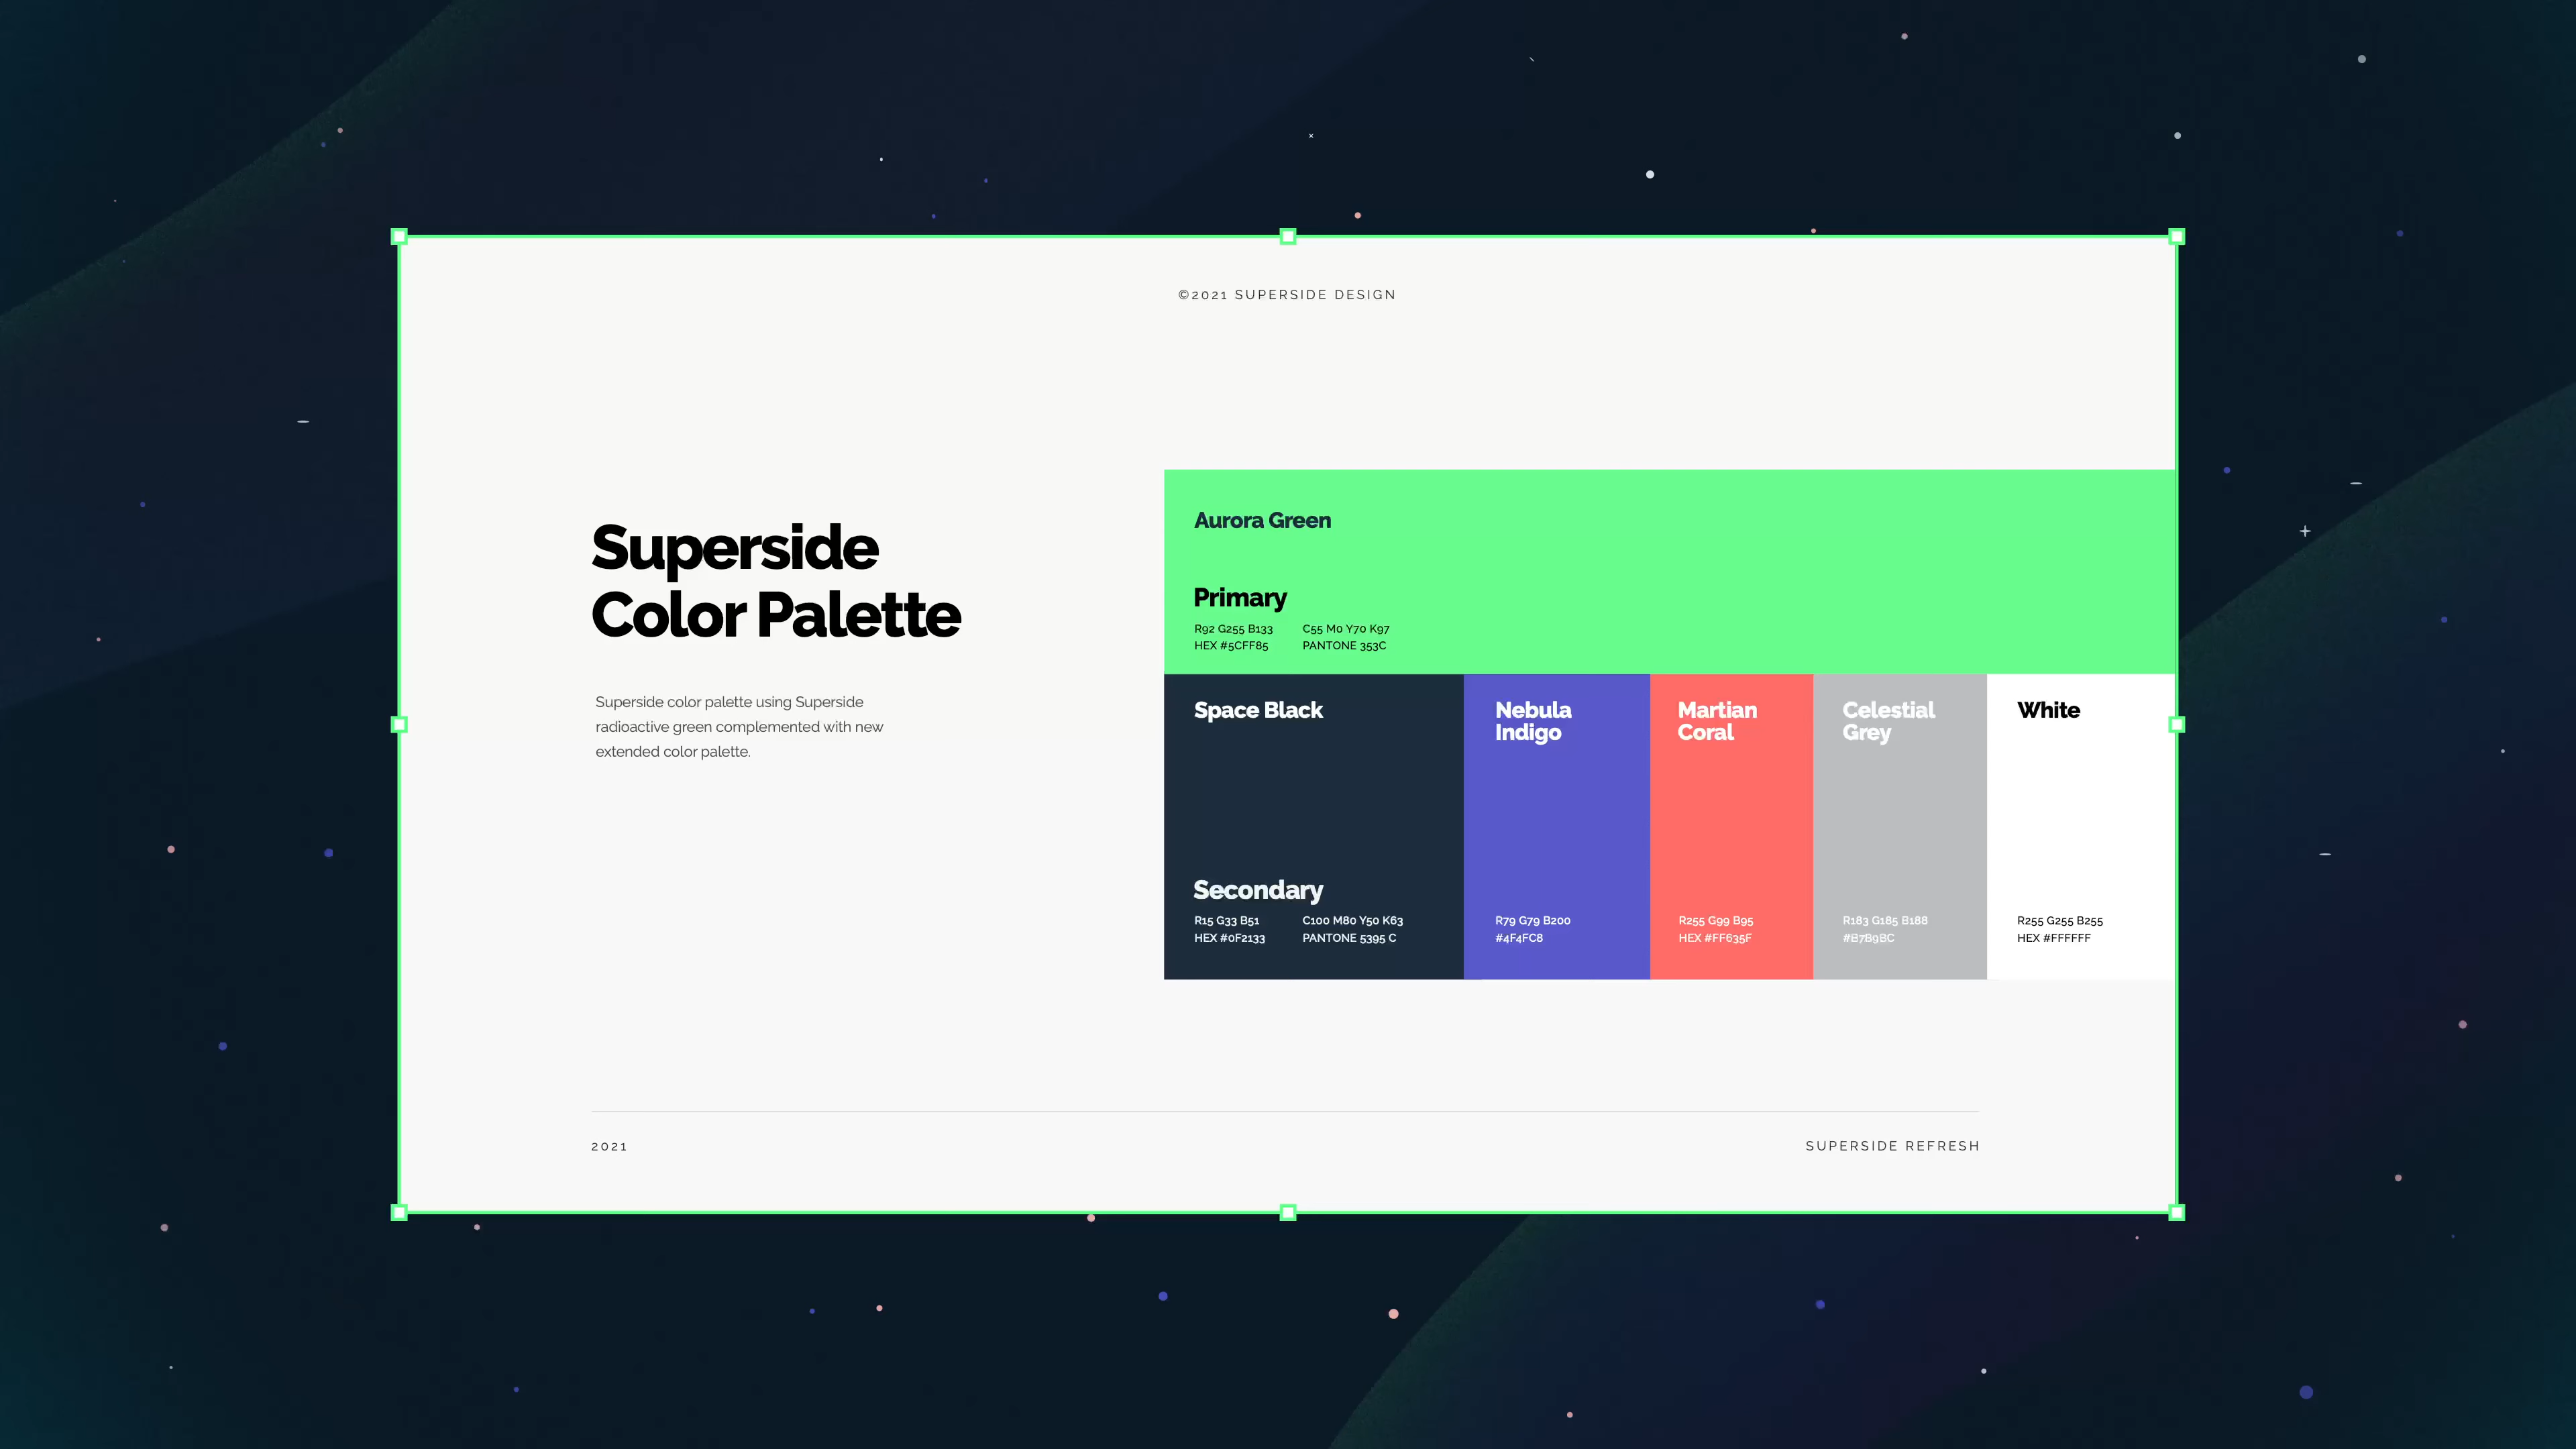 ©2021 SUPERSIDE DESIGN
Superside
Color Palette
Superside color palette using Superside
radioactive green complemented with new
extended color palette.
Aurora Green
Primary
R92 G255 B133 C55 M0 Y70 K97
HEX #5CFF85 PANTONE 353C
Space Black
Secondary
R15 G33 B51 C100 M80 Y50 K63
HEX #0F2133 PANTONE 5395 C
Nebula
Indigo
R79 G79 B200
#4F4FC8
Martian
Coral
R255 G99 B95
HEX #FF635F
Celestial
Grey
R183 G185 B188
#B7B9BC
White
R255 G255 B255
HEX #FFFFFF
2021
SUPERSIDE REFRESH